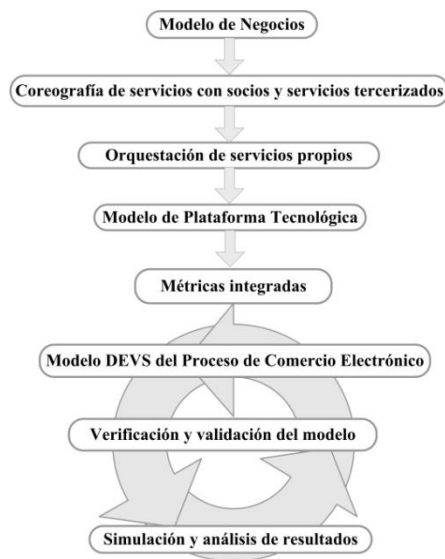 Modelo de Negocios
Coreografía de servicios con socios y servicios tercerizados
Orquestación de servicios propios
Modelo de Plataforma Tecnológica
Métricas integradas
Modelo DEVS del Proceso de Comercio Electrónico
Verificación y validación del modelo
Simulación y análisis de resultados